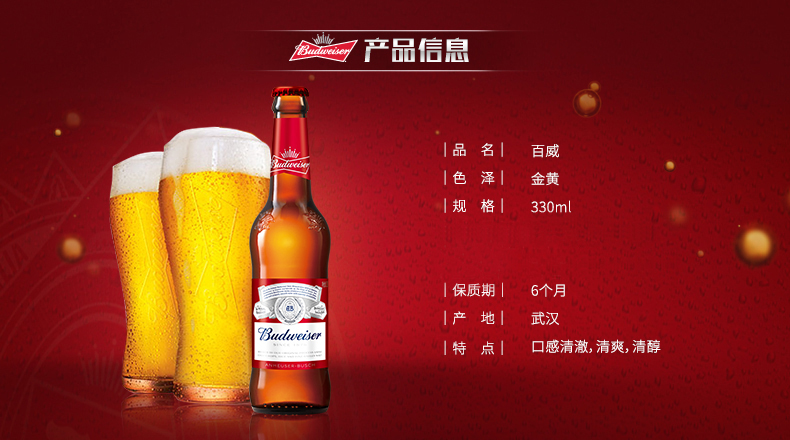 Budweiser 产品信息
品 名 百威
色 泽 金黄
规 格 330ml
保质期 6个月
产 地 武汉
特 点 口感清澈，清爽，清醇
Budweiser
Budweiser
ANHEUSER-BUSCH